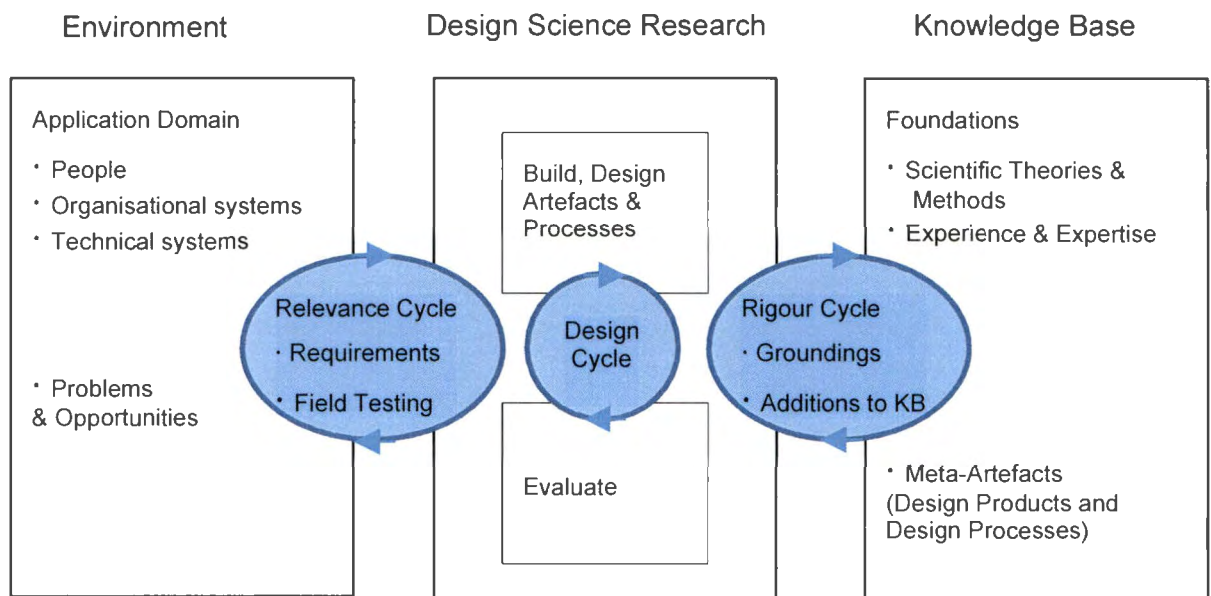 Environment
Design Science Research
Knowledge Base
Application Domain
· People
· Organisational systems
· Technical systems
· Problems
& Opportunities
Relevance Cycle
· Requirements
· Field Testing
Build, Design
Artefacts &
Processes
Design
Cycle
Evaluate
Rigour Cycle
· Groundings
· Additions to KB
Foundations
· Scientific Theories &
Methods
· Experience & Expertise
· Meta-Artefacts
(Design Products and
Design Processes)